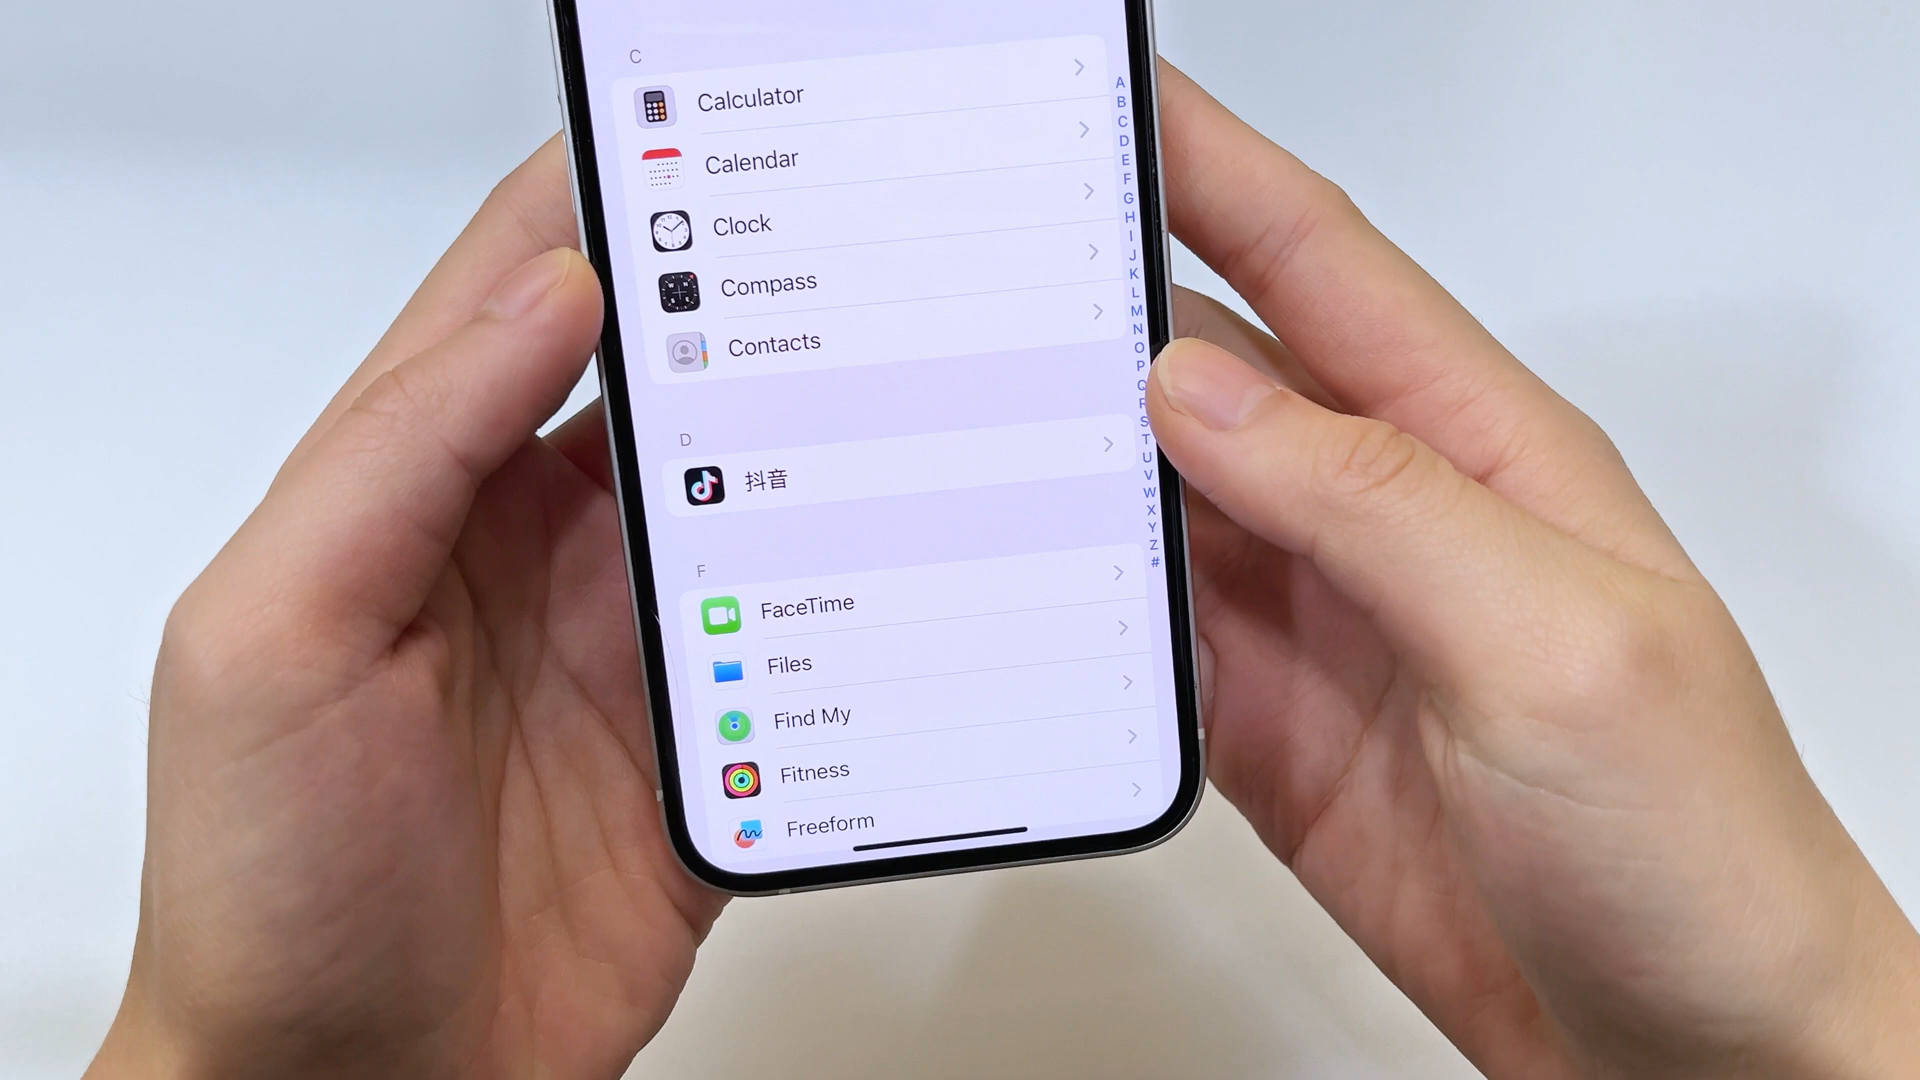 C
Calculator
Calendar
Clock
Compass
Contacts
D
抖音
F
FaceTime
Files
Find My
Fitness
Freeform
A
B
C
D
E
F
G
H
I
J
K
L
M
N
O
P
Q
R
S
T
U
V
W
X
Y
Z
#